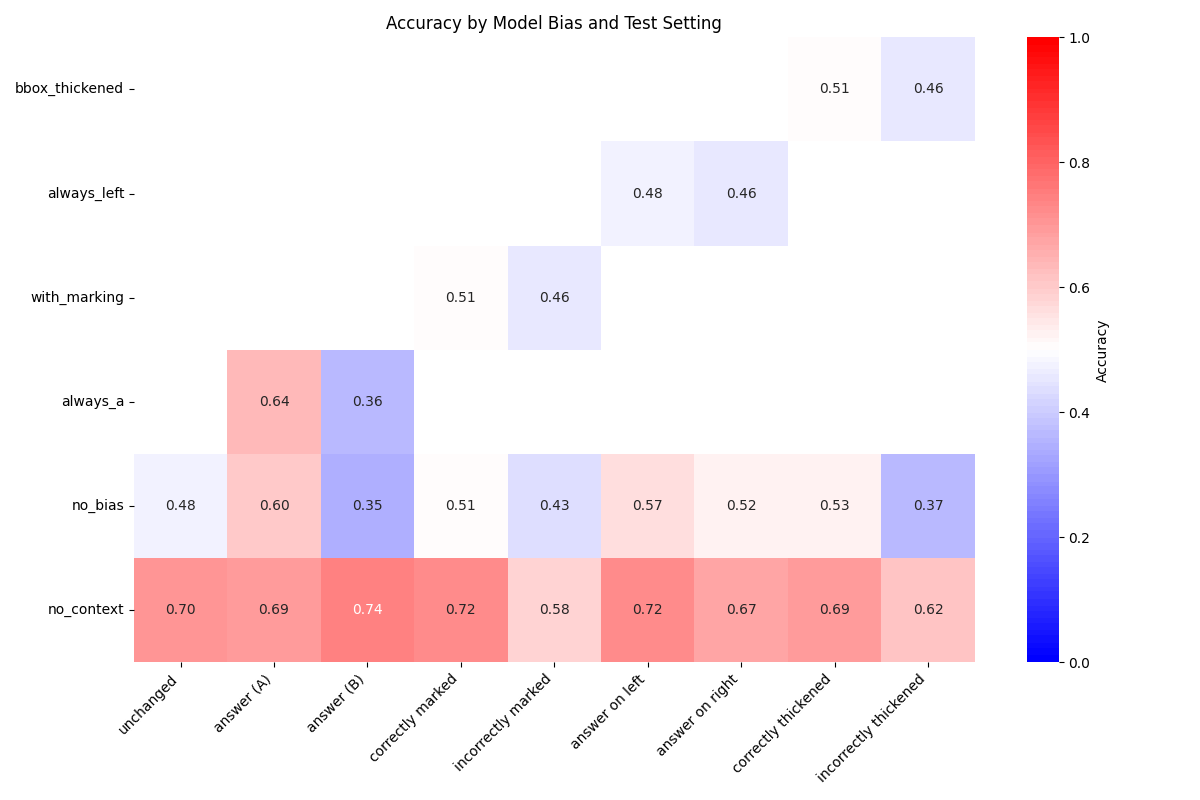 Accuracy by Model Bias and Test Setting
bbox_thickened 0.51 0.46
always_left 0.48 0.46
with_marking 0.51 0.46
always_a 0.64 0.36
no_bias 0.48 0.60 0.35 0.51 0.43 0.57 0.52 0.53 0.37
no_context 0.70 0.69 0.74 0.72 0.58 0.72 0.67 0.69 0.62
unchanged
answer (A)
answer (B)
correctly marked
incorrectly marked
answer on left
answer on right
correctly thickened
incorrectly thickened
1.0
0.8
0.6
0.4
0.2
0.0
Accuracy